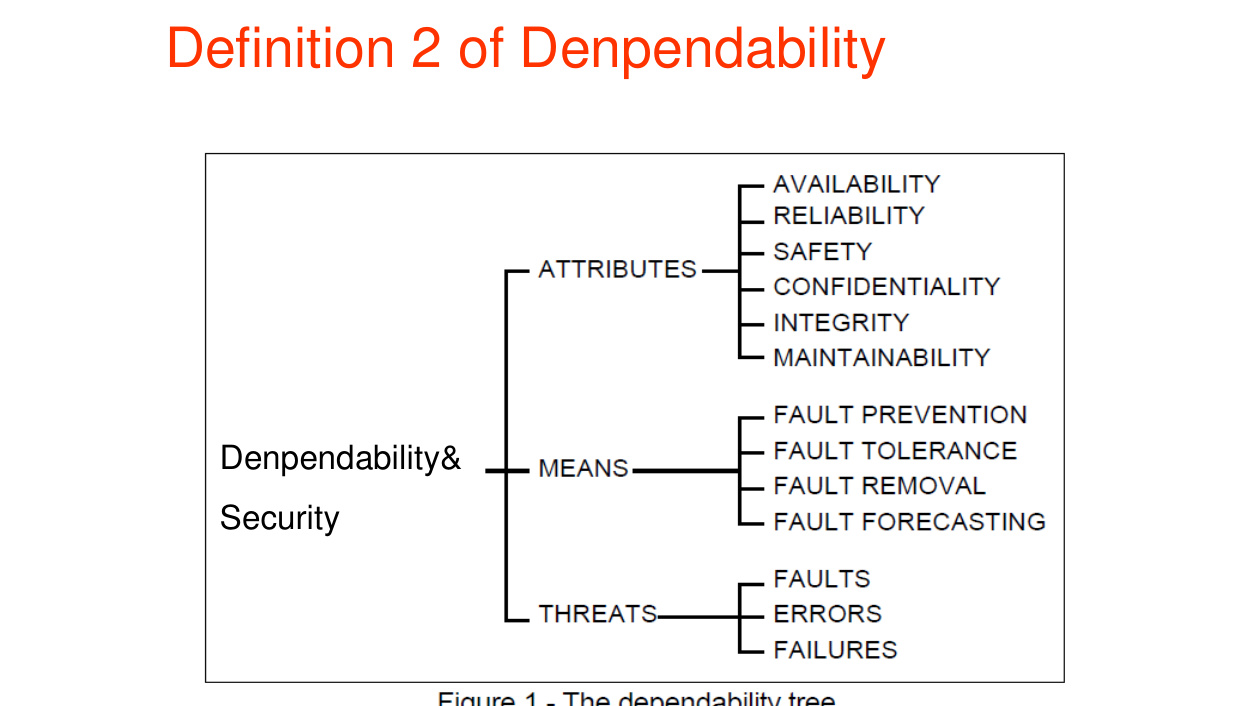 Definition 2 of Denpendability
AVAILABILITY
RELIABILITY
SAFETY
ATTRIBUTES
CONFIDENTIALITY
INTEGRITY
MAINTAINABILITY
FAULT PREVENTION
Denpendability&
FAULT TOLERANCE
MEANS
FAULT REMOVAL
Security
FAULT FORECASTING
FAULTS
THREATS
ERRORS
FAILURES
Figure 1 - The dependability tree